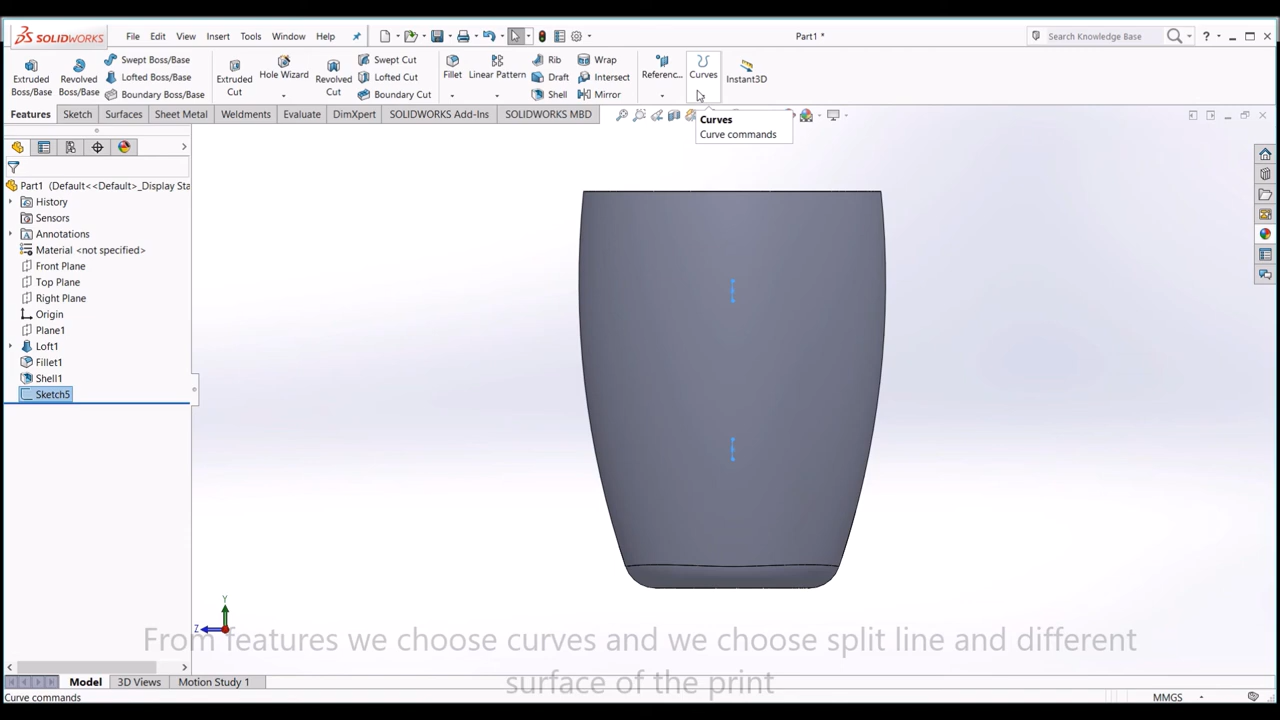 SOLIDWORKS File Edit View Insert Tools Window Help Part1 * Search Knowledge Base ?
Extruded Boss/Base
Revolved Boss/Base
Swept Boss/Base
Lofted Boss/Base
Boundary Boss/Base
Extruded Cut
Hole Wizard
Revolved Cut
Swept Cut
Lofted Cut
Boundary Cut
Fillet
Linear Pattern
Rib
Draft
Shell
Wrap
Intersect
Mirror
Referenc...
Curves
Instant3D
Features Sketch Surfaces Sheet Metal Weldments Evaluate DimXpert SOLIDWORKS Add-Ins SOLIDWORKS MBD
Curves
Curve commands
Part1 (Default<<Default>_Display Sta
History
Sensors
Annotations
Material <not specified>
Front Plane
Top Plane
Right Plane
Origin
Plane1
Loft1
Fillet1
Shell1
Sketch5
Y
Z
From features we choose curves and we choose split line and different
surface of the print
Model 3D Views Motion Study 1
Curve commands MMGS